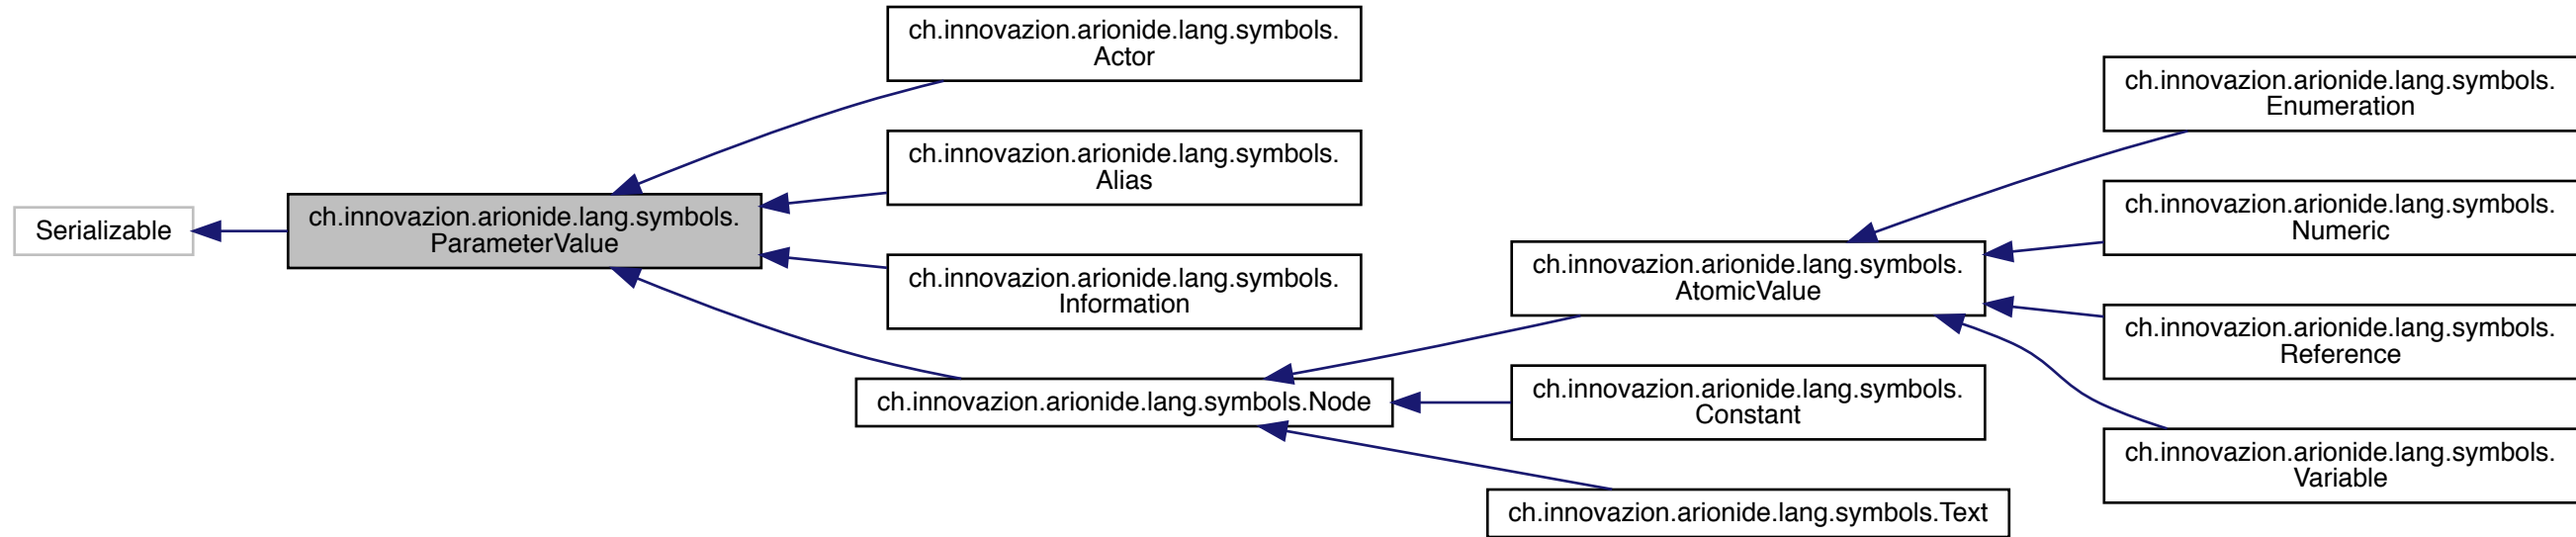 Serializable
ch.innovazion.arionide.lang.symbols.
ParameterValue
ch.innovazion.arionide.lang.symbols.
Actor
ch.innovazion.arionide.lang.symbols.
Alias
ch.innovazion.arionide.lang.symbols.
Information
ch.innovazion.arionide.lang.symbols.Node
ch.innovazion.arionide.lang.symbols.
AtomicValue
ch.innovazion.arionide.lang.symbols.
Constant
ch.innovazion.arionide.lang.symbols.Text
ch.innovazion.arionide.lang.symbols.
Enumeration
ch.innovazion.arionide.lang.symbols.
Numeric
ch.innovazion.arionide.lang.symbols.
Reference
ch.innovazion.arionide.lang.symbols.
Variable